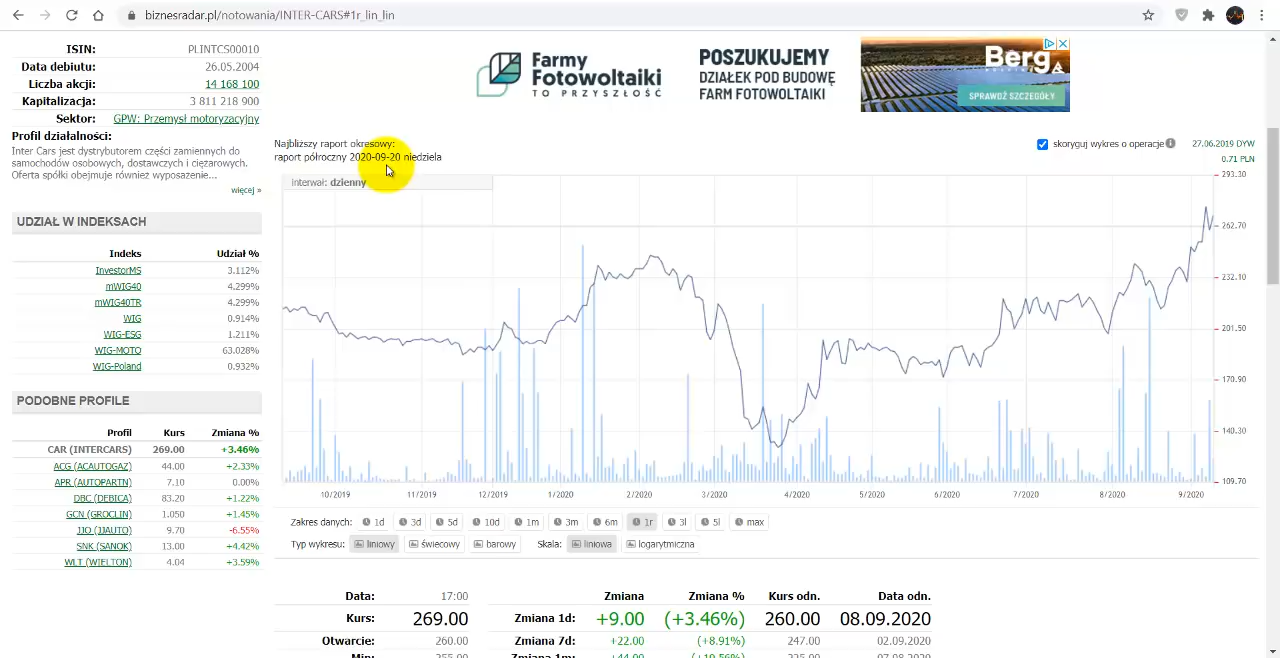 biznesradar.pl/notowania/INTER-CARS#1r_lin_lin
ISIN: PLINTCS00010
Data debiutu: 26.05.2004
Liczba akcji: 14 168 100
Kapitalizacja: 3 811 218 900
Sektor: GPW: Przemysł motoryzacyjny
Profil działalności:
Inter Cars jest dystrybutorem części zamiennych do
samochodów osobowych, dostawczych i ciężarowych.
Oferta spółki obejmuje również wyposażenie...
więcej »
UDZIAŁ W INDEKSACH
Indeks Udział %
InvestorMS 3.112%
mWIG40 4.299%
mWIG40TR 4.299%
WIG 0.914%
WIG-ESG 1.211%
WIG-MOTO 63.028%
WIG-Poland 0.932%
PODOBNE PROFILE
Profil Kurs Zmiana %
CAR (INTERCARS) 269.00 +3.46%
ACG (ACAUTOGAZ) 44.00 +2.33%
APR (AUTOPARTN) 7.10 0.00%
DBC (DEBICA) 83.20 +1.22%
GCN (GROCLIN) 1.050 +1.45%
JJO (JJAUTO) 9.70 -6.55%
SNK (SANOK) 13.00 +4.42%
WLT (WIELTON) 4.04 +3.59%
Farmy
Fotowoltaiki
TO PRZYSZŁOŚĆ
POSZUKUJEMY
DZIAŁEK POD BUDOWĘ
FARM FOTOWOLTAIKI
Berg
SPRAWDŹ SZCZEGÓŁY
Najbliższy raport okresowy:
raport półroczny 2020-09-20 niedziela
skoryguj wykres o operacje
27.06.2019 DYW
0.71 PLN
interwał: dzienny
293.30
262.70
232.10
201.50
170.90
140.30
109.70
10/2019 11/2019 12/2019 1/2020 2/2020 3/2020 4/2020 5/2020 6/2020 7/2020 8/2020 9/2020
Zakres danych: 1d 3d 5d 10d 1m 3m 6m 1r 3l 5l max
Typ wykresu: liniowy świecowy barowy Skala: liniowa logarytmiczna
Data: 17:00
Kurs: 269.00
Otwarcie: 260.00
Min: 255.00
Zmiana Zmiana % Kurs odn. Data odn.
Zmiana 1d: +9.00 (+3.46%) 260.00 08.09.2020
Zmiana 7d: +22.00 (+8.91%) 247.00 02.09.2020